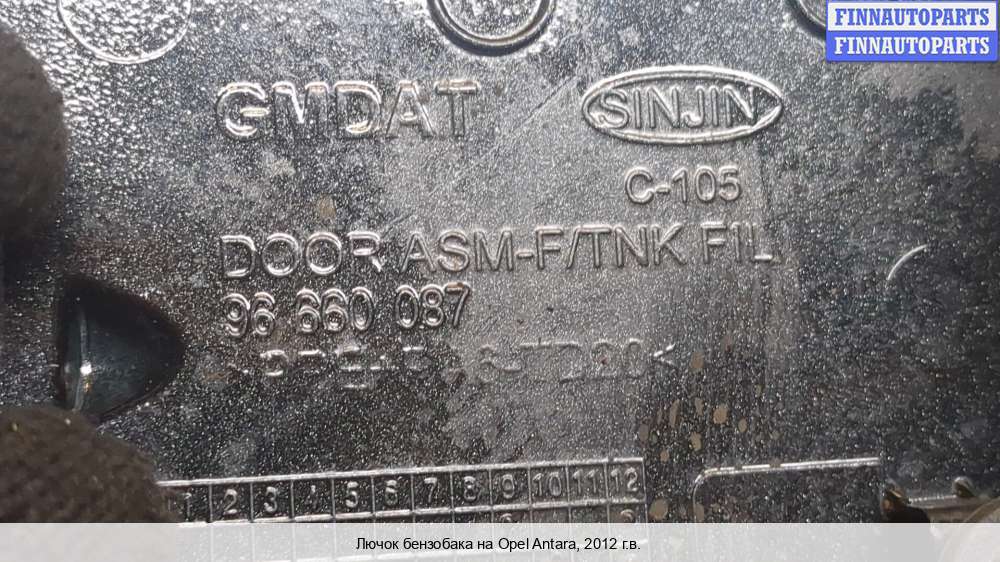 FINNAUTOPARTS
FINNAUTOPARTS
GMDAT
SINJIN
C-105
DOOR ASM-F/TNK FIL
96 660 087
1 2 3 4 5 6 7 8 9 10 11 12
Лючок бензобака на Opel Antara, 2012 г.в.